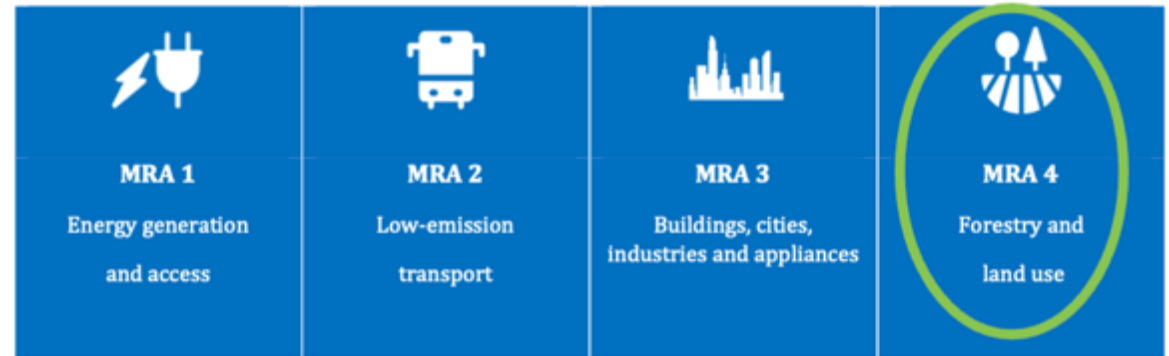 MRA 1
Energy generation
and access
MRA 2
Low-emission
transport
MRA 3
Buildings, cities,
industries and appliances
MRA 4
Forestry and
land use